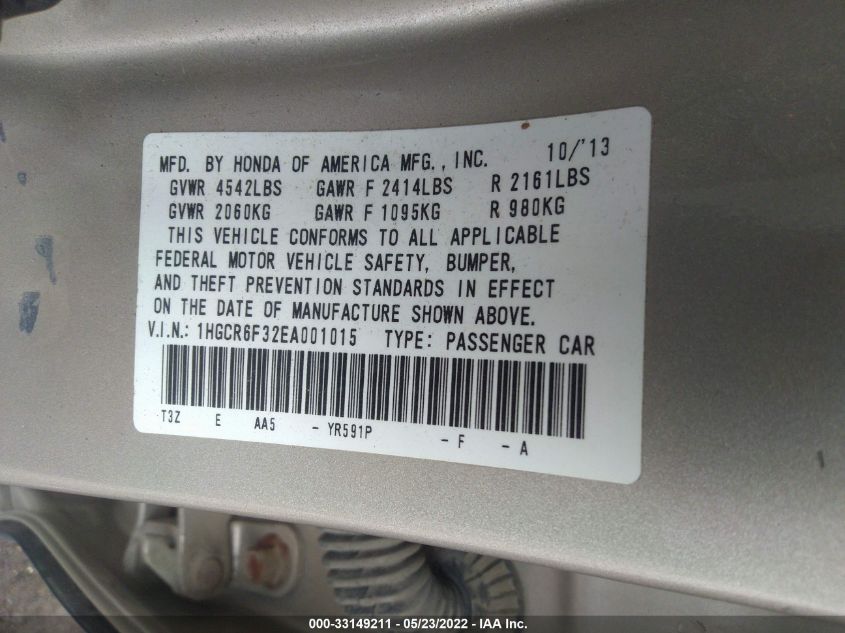 MFD. BY HONDA OF AMERICA MFG., INC. 10/'13
GVWR 4542LBS GAWR F 2414LBS R 2161LBS
GVWR 2060KG GAWR F 1095KG R 980KG
THIS VEHICLE CONFORMS TO ALL APPLICABLE
FEDERAL MOTOR VEHICLE SAFETY, BUMPER,
AND THEFT PREVENTION STANDARDS IN EFFECT
ON THE DATE OF MANUFACTURE SHOWN ABOVE.
V.I.N.: 1HGCR6F32EA001015 TYPE: PASSENGER CAR
T3Z E AA5 - YR591P - F - A
000-33149211 - 05/23/2022 - IAA Inc.